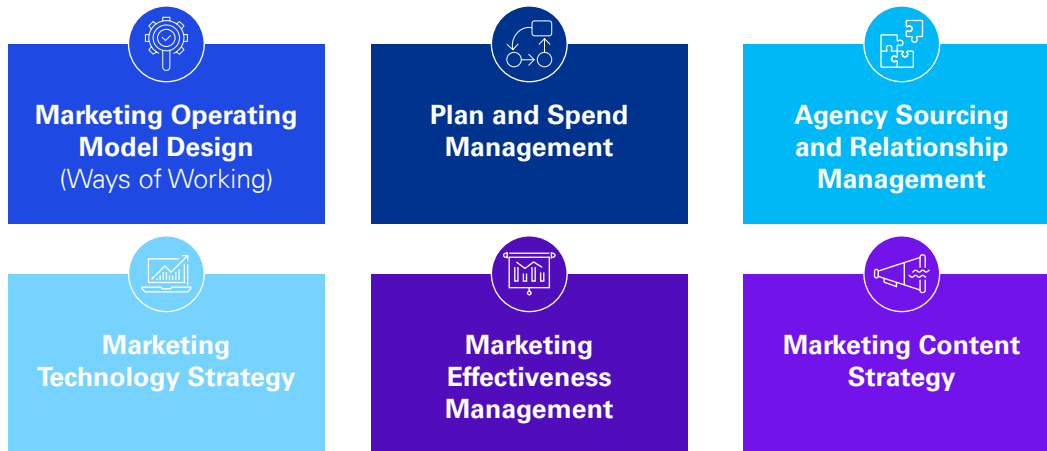 Marketing Operating
Model Design
(Ways of Working)
Plan and Spend
Management
Agency Sourcing
and Relationship
Management
Marketing
Technology Strategy
Marketing
Effectiveness
Management
Marketing Content
Strategy